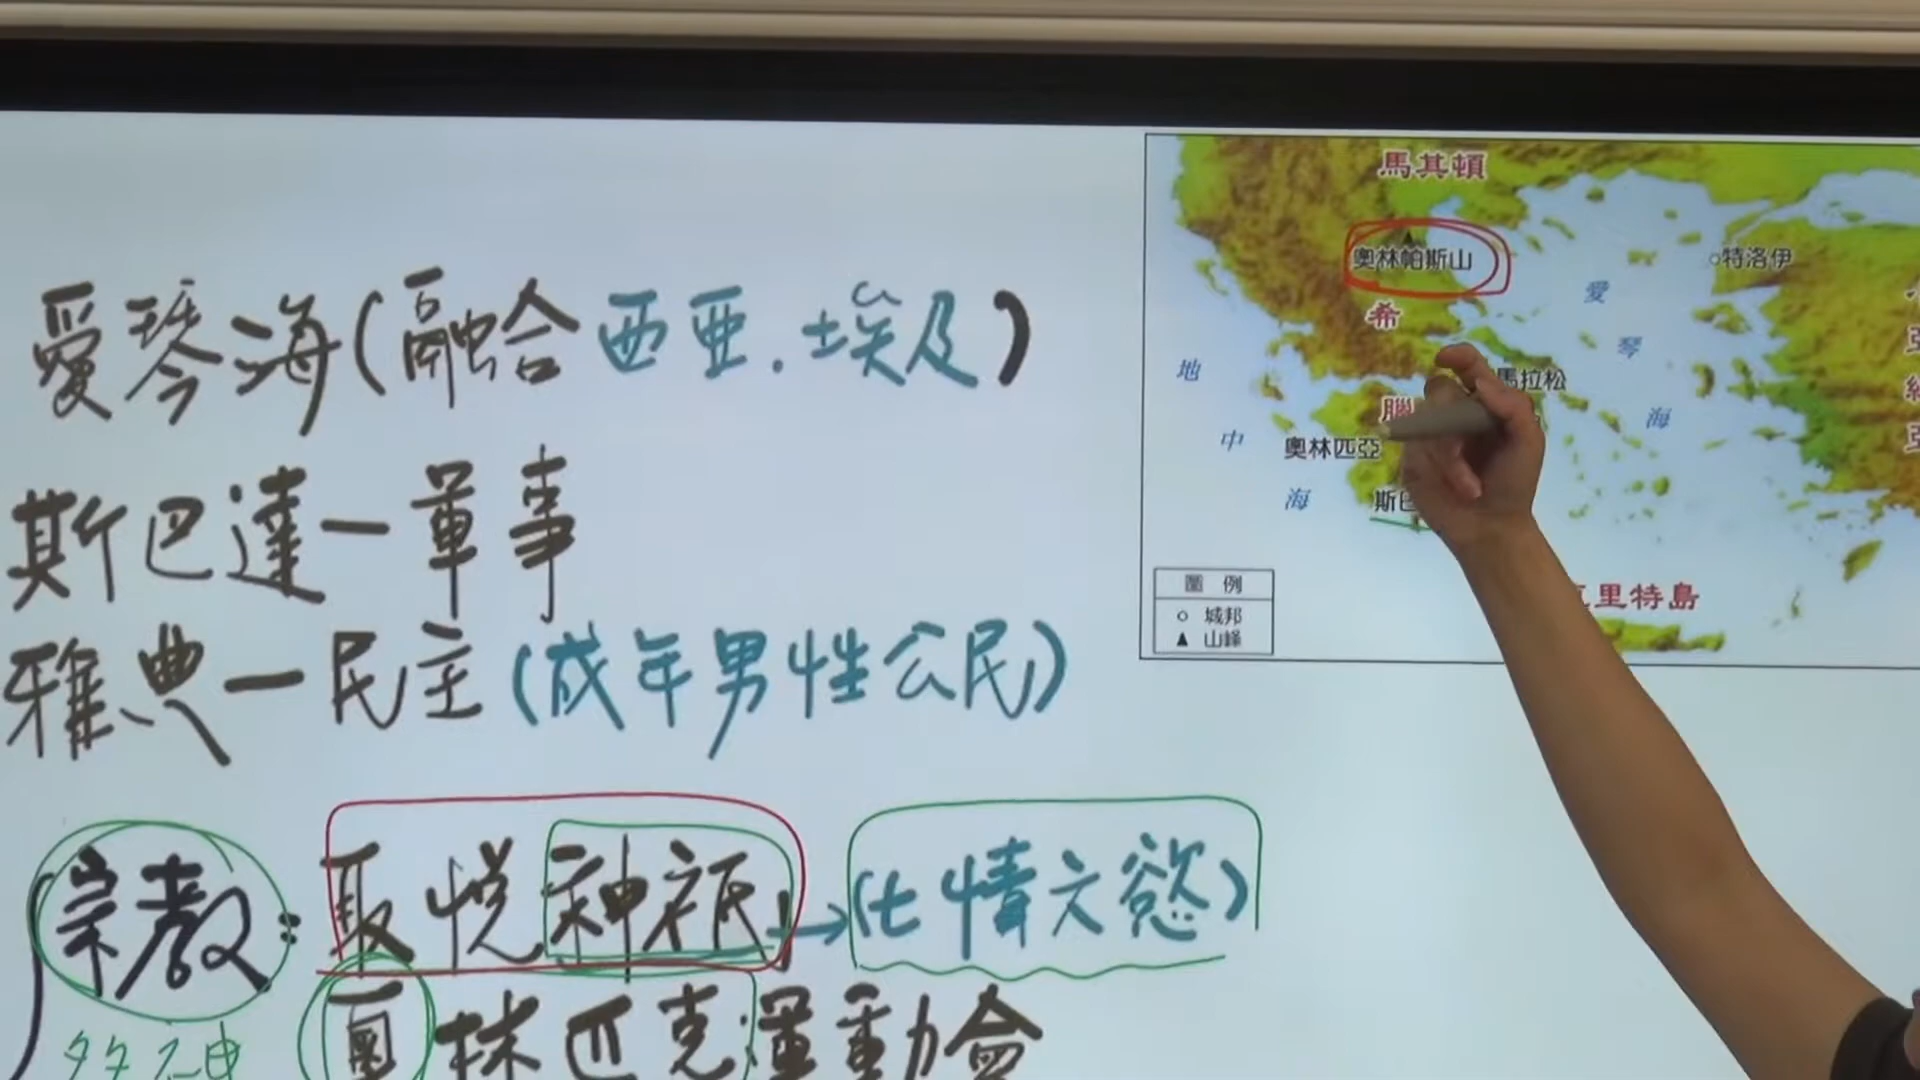 愛琴海(融合西亞.埃及)
斯巴達-軍事
雅典-民主(成年男性公民)
宗教:取悅神祇→(七情六慾)
奧林匹克運動會
多神
馬其頓
奧林帕斯山
特洛伊
希
愛
琴
海
馬拉松
腦
地
中
海
奧林匹亞
斯巴
里特島
圖例
城邦
山峰
亞
亞